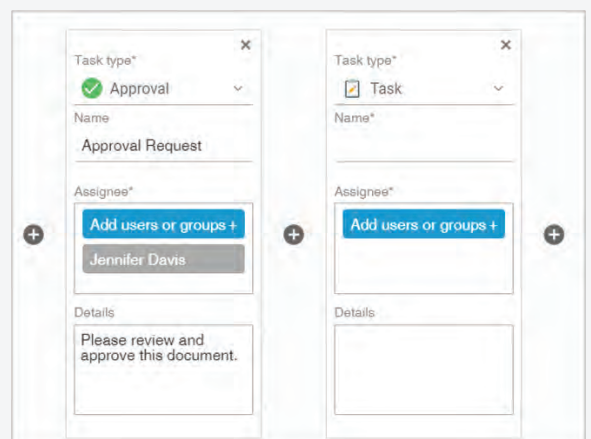 Task type*
Approval
Name
Approval Request
Assignee*
Add users or groups +
Jennifer Davis
Details
Please review and
approve this document.
Task type*
Task
Name*
Assignee*
Add users or groups +
Details